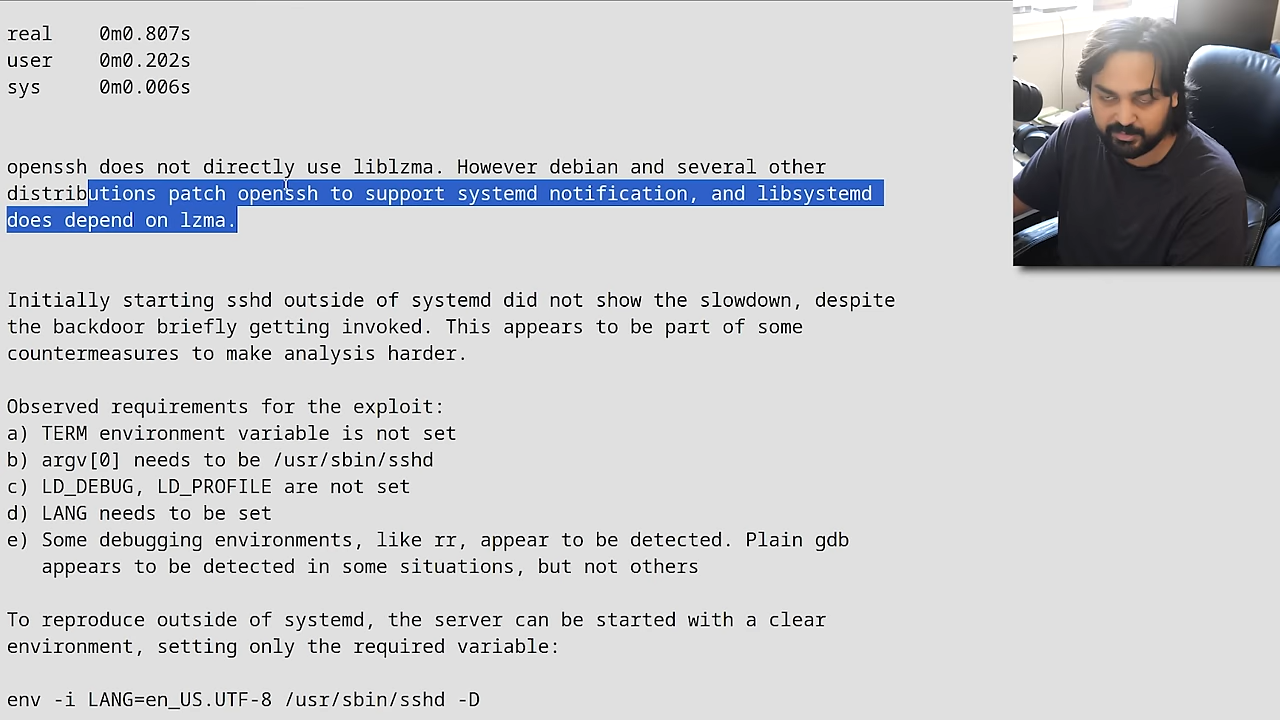 real 0m0.807s
user 0m0.202s
sys 0m0.006s
openssh does not directly use liblzma. However debian and several other
distributions patch openssh to support systemd notification, and libsystemd
does depend on lzma.
Initially starting sshd outside of systemd did not show the slowdown, despite
the backdoor briefly getting invoked. This appears to be part of some
countermeasures to make analysis harder.
Observed requirements for the exploit:
a) TERM environment variable is not set
b) argv[0] needs to be /usr/sbin/sshd
c) LD_DEBUG, LD_PROFILE are not set
d) LANG needs to be set
e) Some debugging environments, like rr, appear to be detected. Plain gdb
appears to be detected in some situations, but not others
To reproduce outside of systemd, the server can be started with a clear
environment, setting only the required variable:
env -i LANG=en_US.UTF-8 /usr/sbin/sshd -D